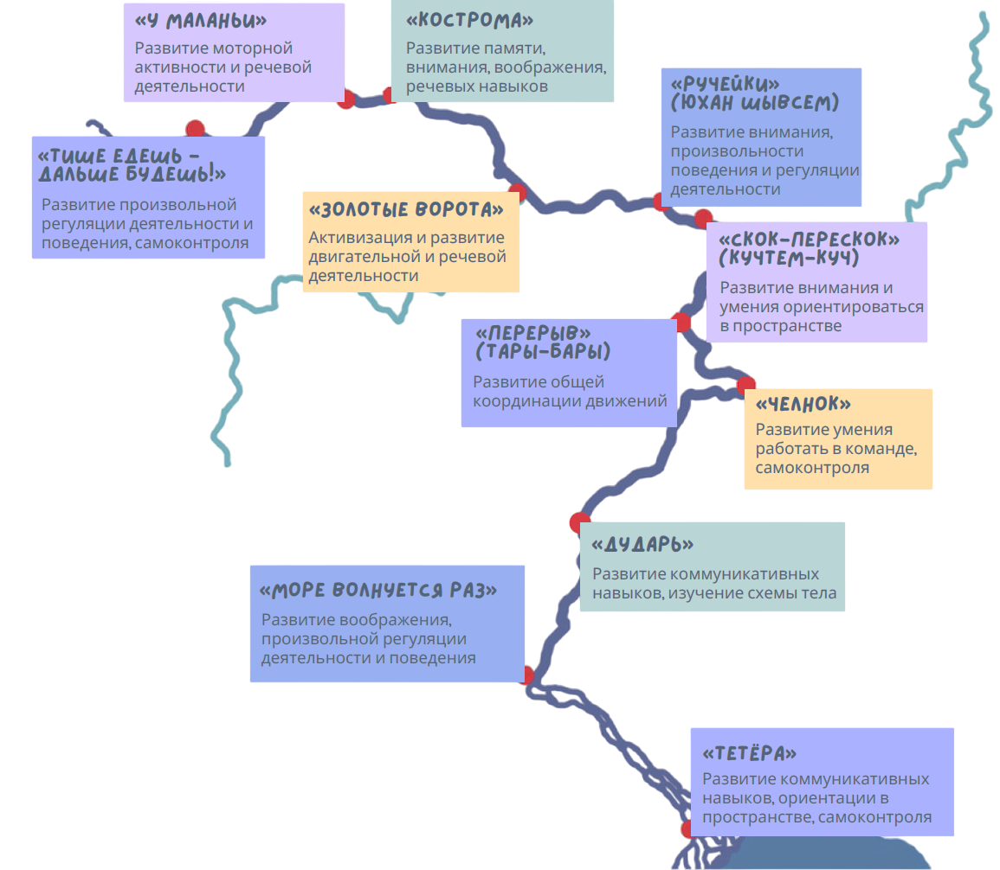 «У МАЛАНЬИ»
Развитие моторной
активности и речевой
деятельности
«КОСТРОМА»
Развитие памяти,
внимания, воображения,
речевых навыков
«РУЧЕЙКИ»
(ЮХАН ШЫВСЕМ)
Развитие внимания,
произвольности
поведения и регуляции
деятельности
«ТИШЕ ЕДЕШЬ -
ДАЛЬШЕ БУДЕШЬ!»
Развитие произвольной
регуляции деятельности и
поведения, самоконтроля
«ЗОЛОТЫЕ ВОРОТА»
Активизация и развитие
двигательной и речевой
деятельности
«СКОК-ПЕРЕСКОК»
(КУЧТЕМ-КУЧ)
Развитие внимания и
умения ориентироваться
в пространстве
«ПЕРЕРЫВ»
(ТАРЫ-БАРЫ)
Развитие общей
координации движений
«ЧЕЛНОК»
Развитие умения
работать в команде,
самоконтроля
«ДУДАРЬ»
Развитие коммуникативных
навыков, изучение схемы тела
«МОРЕ ВОЛНУЕТСЯ РАЗ»
Развитие воображения,
произвольной регуляции
деятельности и поведения
«ТЕТЁРА»
Развитие коммуникативных
навыков, ориентации в
пространстве, самоконтроля